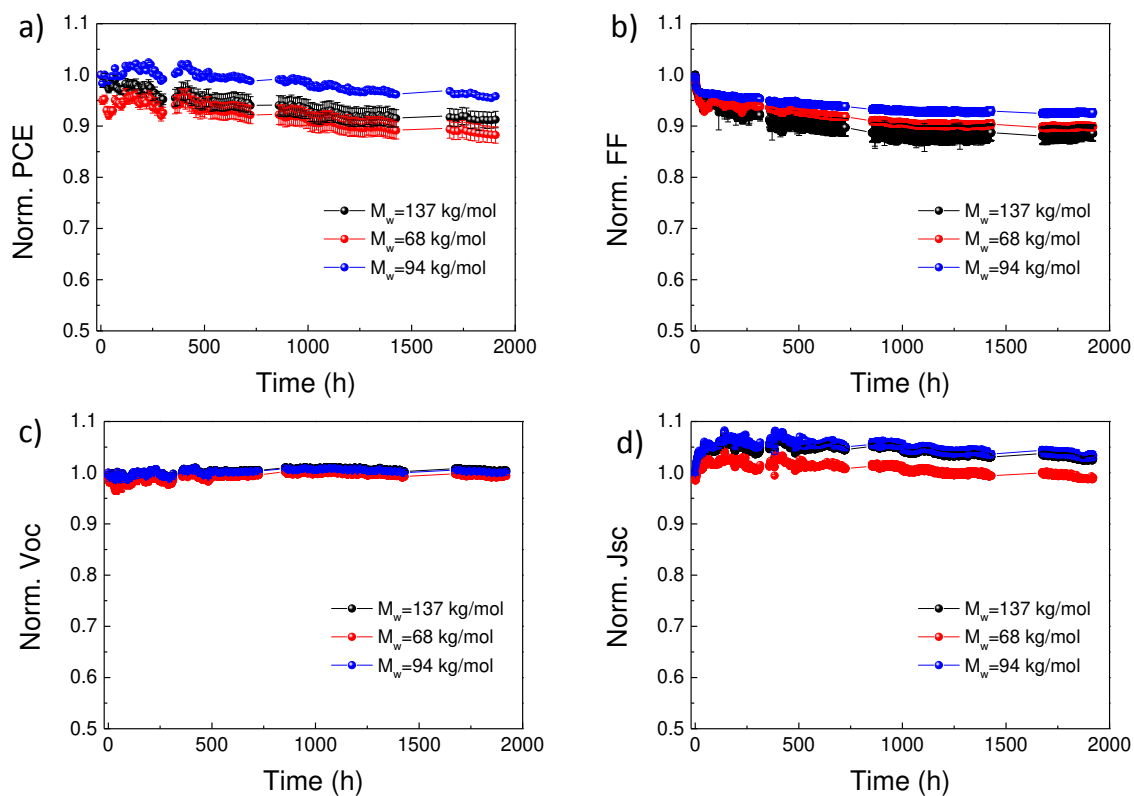 a)
1.1
1.0
0.9
0.8
0.7
0.6
0.5
Norm. PCE
M_w=137 kg/mol
M_w=68 kg/mol
M_w=94 kg/mol
0 500 1000 1500 2000
Time (h)
b)
1.1
1.0
0.9
0.8
0.7
0.6
0.5
Norm. FF
M_w=137 kg/mol
M_w=68 kg/mol
M_w=94 kg/mol
0 500 1000 1500 2000
Time (h)
c)
1.1
1.0
0.9
0.8
0.7
0.6
0.5
Norm. Voc
M_w=137 kg/mol
M_w=68 kg/mol
M_w=94 kg/mol
0 500 1000 1500 2000
Time (h)
d)
1.1
1.0
0.9
0.8
0.7
0.6
0.5
Norm. Jsc
M_w=137 kg/mol
M_w=68 kg/mol
M_w=94 kg/mol
0 500 1000 1500 2000
Time (h)